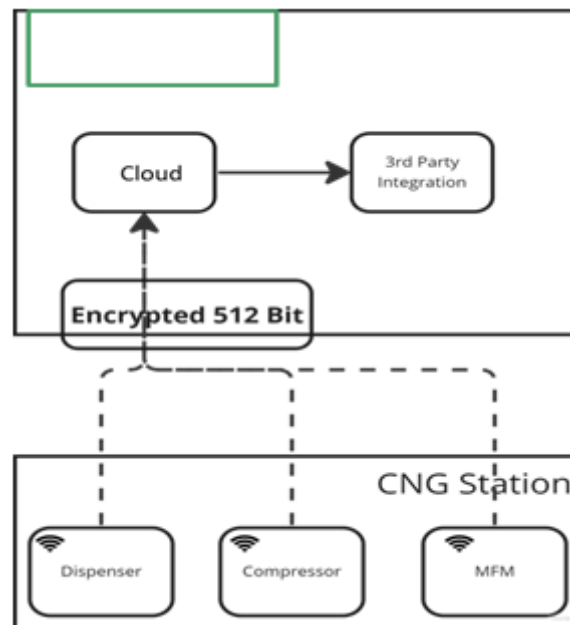 Cloud
3rd Party
Integration
Encrypted 512 Bit
CNG Station
Dispenser
Compressor
MFM